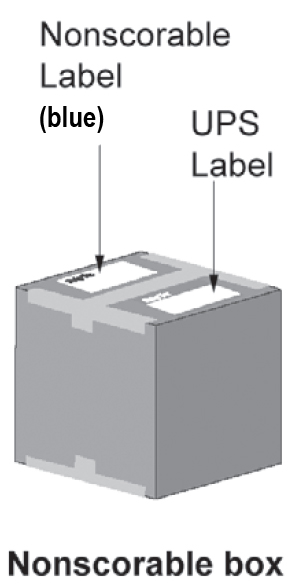 Nonscorable
Label
(blue)
UPS
Label
Nonscorable box